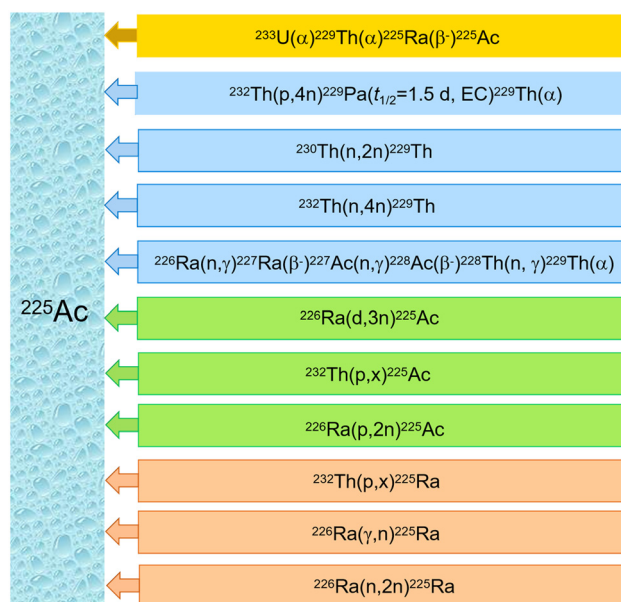 ²³³U(α)²²⁹Th(α)²²⁵Ra(β⁻)²²⁵Ac
²³²Th(p,4n)²²⁹Pa(t₁/₂=1.5 d, EC)²²⁹Th(α)
²³⁰Th(n,2n)²²⁹Th
²³²Th(n,4n)²²⁹Th
²²⁶Ra(n,γ)²²⁷Ra(β⁻)²²⁷Ac(n,γ)²²⁸Ac(β⁻)²²⁸Th(n, γ)²²⁹Th(α)
²²⁵Ac
²²⁶Ra(d,3n)²²⁵Ac
²³²Th(p,x)²²⁵Ac
²²⁶Ra(p,2n)²²⁵Ac
²³²Th(p,x)²²⁵Ra
²²⁶Ra(γ,n)²²⁵Ra
²²⁶Ra(n,2n)²²⁵Ra